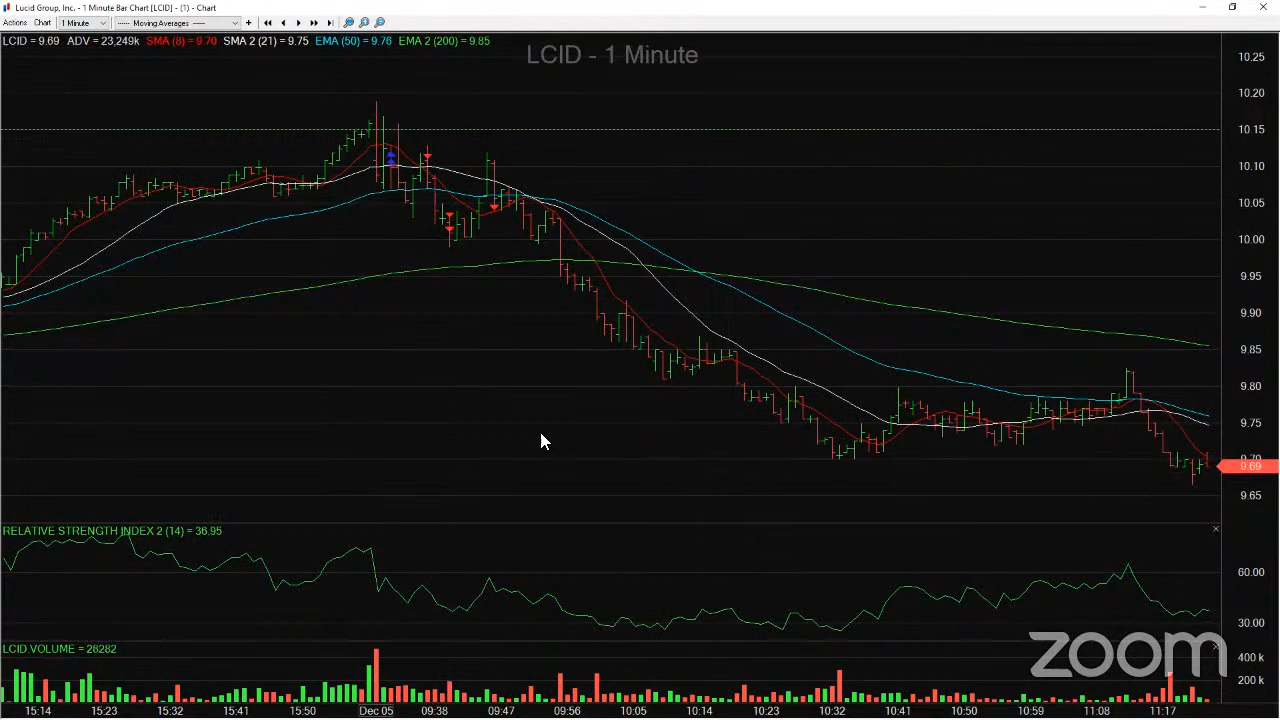 Lucid Group, Inc. - 1 Minute Bar Chart [LCID] - (1) - Chart
Actions Chart 1 Minute Moving Averages
LCID = 9.69 ADV = 23,249k SMA (8) = 9.70 SMA 2 (21) = 9.75 EMA (50) = 9.76 EMA 2 (200) = 9.85
LCID - 1 Minute
10.25
10.20
10.15
10.10
10.05
10.00
9.95
9.90
9.85
9.80
9.75
9.70
9.69
9.65
RELATIVE STRENGTH INDEX 2 (14) = 36.95
60.00
30.00
LCID.VOLUME = 28282
zoom
400 k
200 k
15:14 15:23 15:32 15:41 15:50 Dec 05 09:38 09:47 09:56 10:05 10:14 10:23 10:32 10:41 10:50 10:59 11:08 11:17